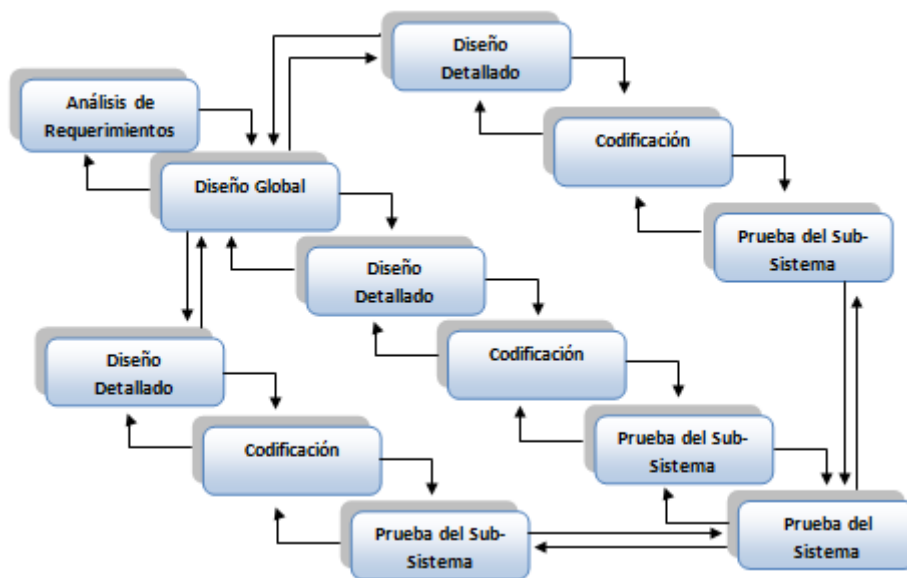 Diseño
Detallado
Análisis de
Requerimientos
Codificación
Diseño Global
Prueba del Sub-
Sistema
Diseño
Detallado
Diseño
Detallado
Codificación
Codificación
Prueba del Sub-
Sistema
Prueba del Sub-
Sistema
Prueba del
Sistema